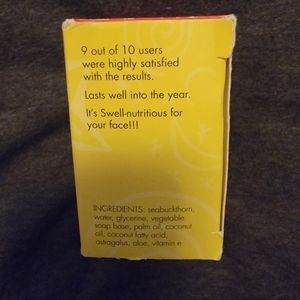 9 out of 10 users
were highly satisfied
with the results.
Lasts well into the year.
It's Swell-nutritious for
your face!!!
INGREDIENTS: seabuckthorn,
water, glycerine, vegetable
soap base, palm oil, coconut
oil, coconut fatty acid,
astragalus, aloe, vitamin e